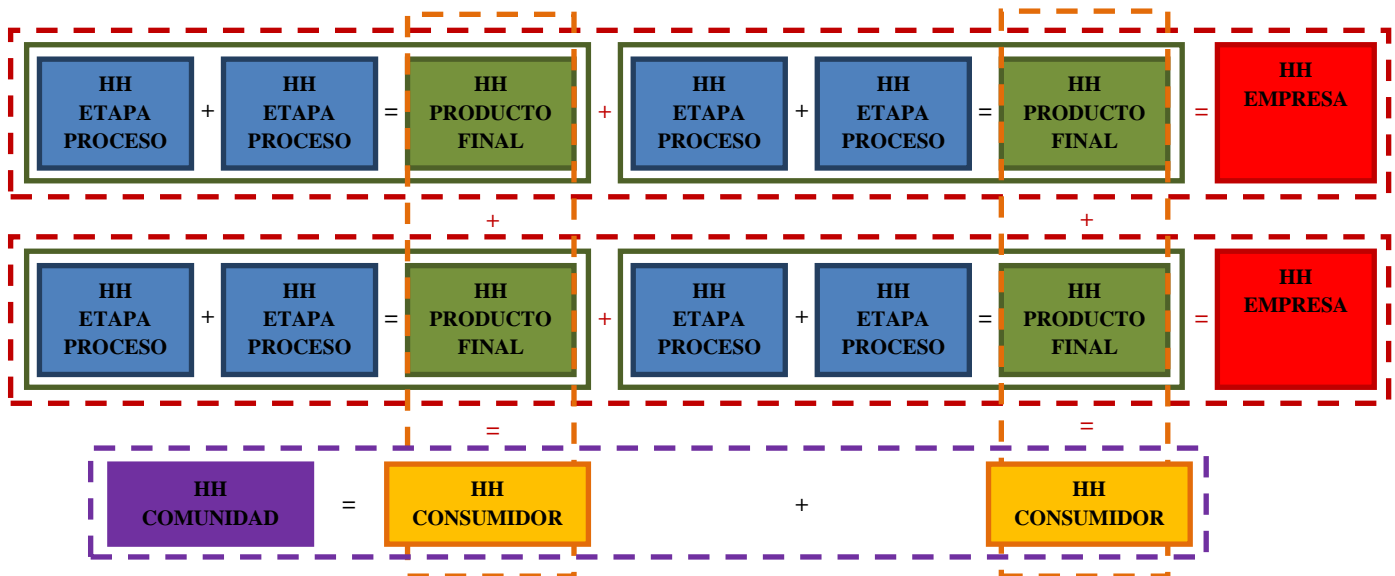 HH
ETAPA
PROCESO
+
HH
ETAPA
PROCESO
=
HH
PRODUCTO
FINAL
+
HH
ETAPA
PROCESO
+
HH
ETAPA
PROCESO
=
HH
PRODUCTO
FINAL
=
HH
EMPRESA
+
+
HH
ETAPA
PROCESO
+
HH
ETAPA
PROCESO
=
HH
PRODUCTO
FINAL
+
HH
ETAPA
PROCESO
+
HH
ETAPA
PROCESO
=
HH
PRODUCTO
FINAL
=
HH
EMPRESA
=
=
HH
COMUNIDAD
=
HH
CONSUMIDOR
+
HH
CONSUMIDOR